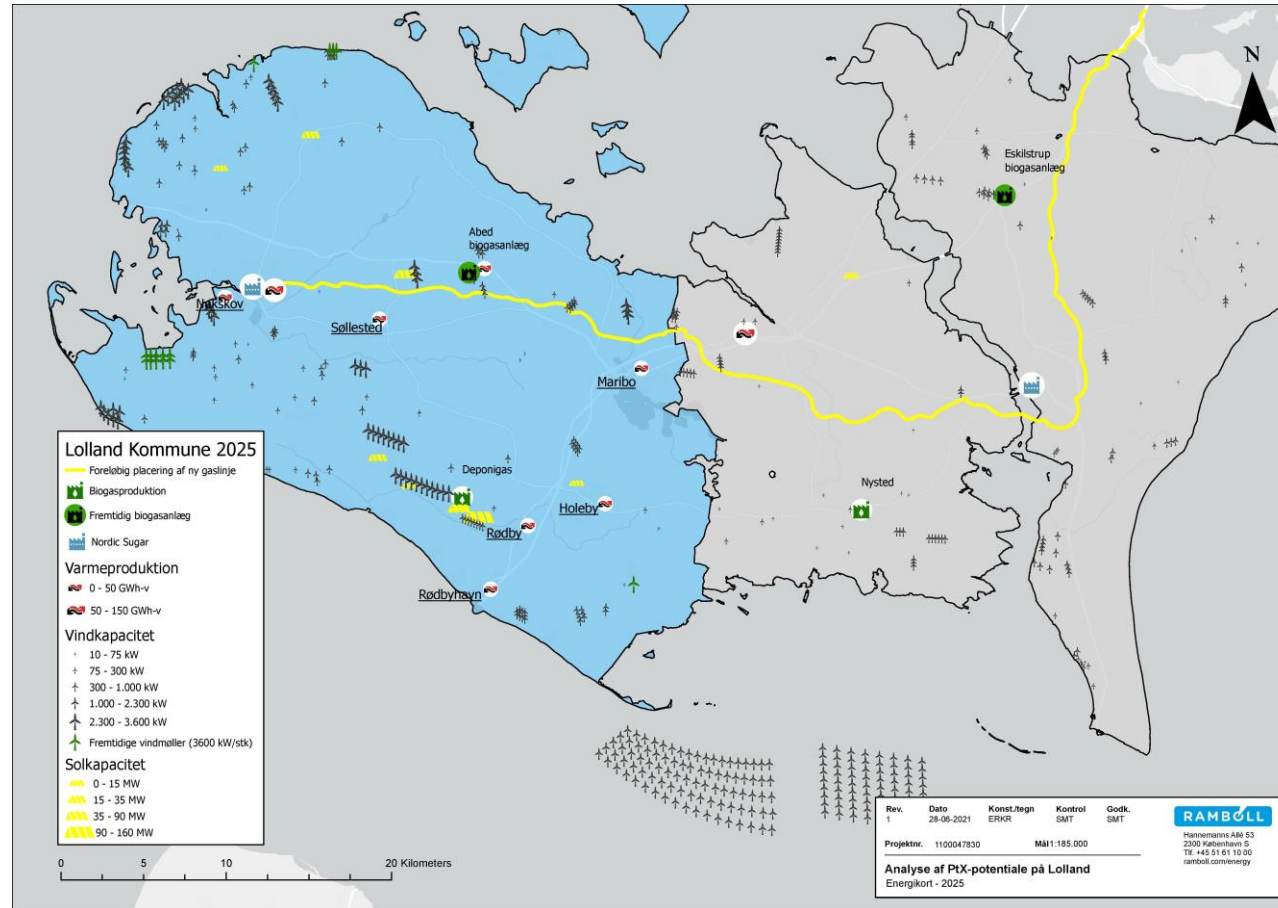 N
Eskilstrup
biogasanlæg
Abed
biogasanlæg
Nakskov
Søllested
Maribo
Deponigas
Holeby
Nysted
Rødby
Rødbyhavn
Lolland Kommune 2025
Foreløbig placering af ny gaslinje
Biogasproduktion
Fremtidig biogasanlæg
Nordic Sugar
Varmeproduktion
0 - 50 GWh-v
50 - 150 GWh-v
Vindkapacitet
10 - 75 kW
75 - 300 kW
300 - 1.000 kW
1.000 - 2.300 kW
2.300 - 3.600 kW
Fremtidige vindmøller (3600 kW/stk)
Solkapacitet
0 - 15 MW
15 - 35 MW
35 - 90 MW
90 - 160 MW
0 5 10 20 Kilometers
Rev. Dato Konst./tegn Kontrol Godk.
1 28-06-2021 ERKR SMT SMT
Projektnr. 1100047830 Mål 1:185.000
Analyse af PtX-potentiale på Lolland
Energikort - 2025
RAMBOLL
Hannemanns Allé 53
2300 København S
Tlf. +45 51 61 10 00
ramboll.com/energy